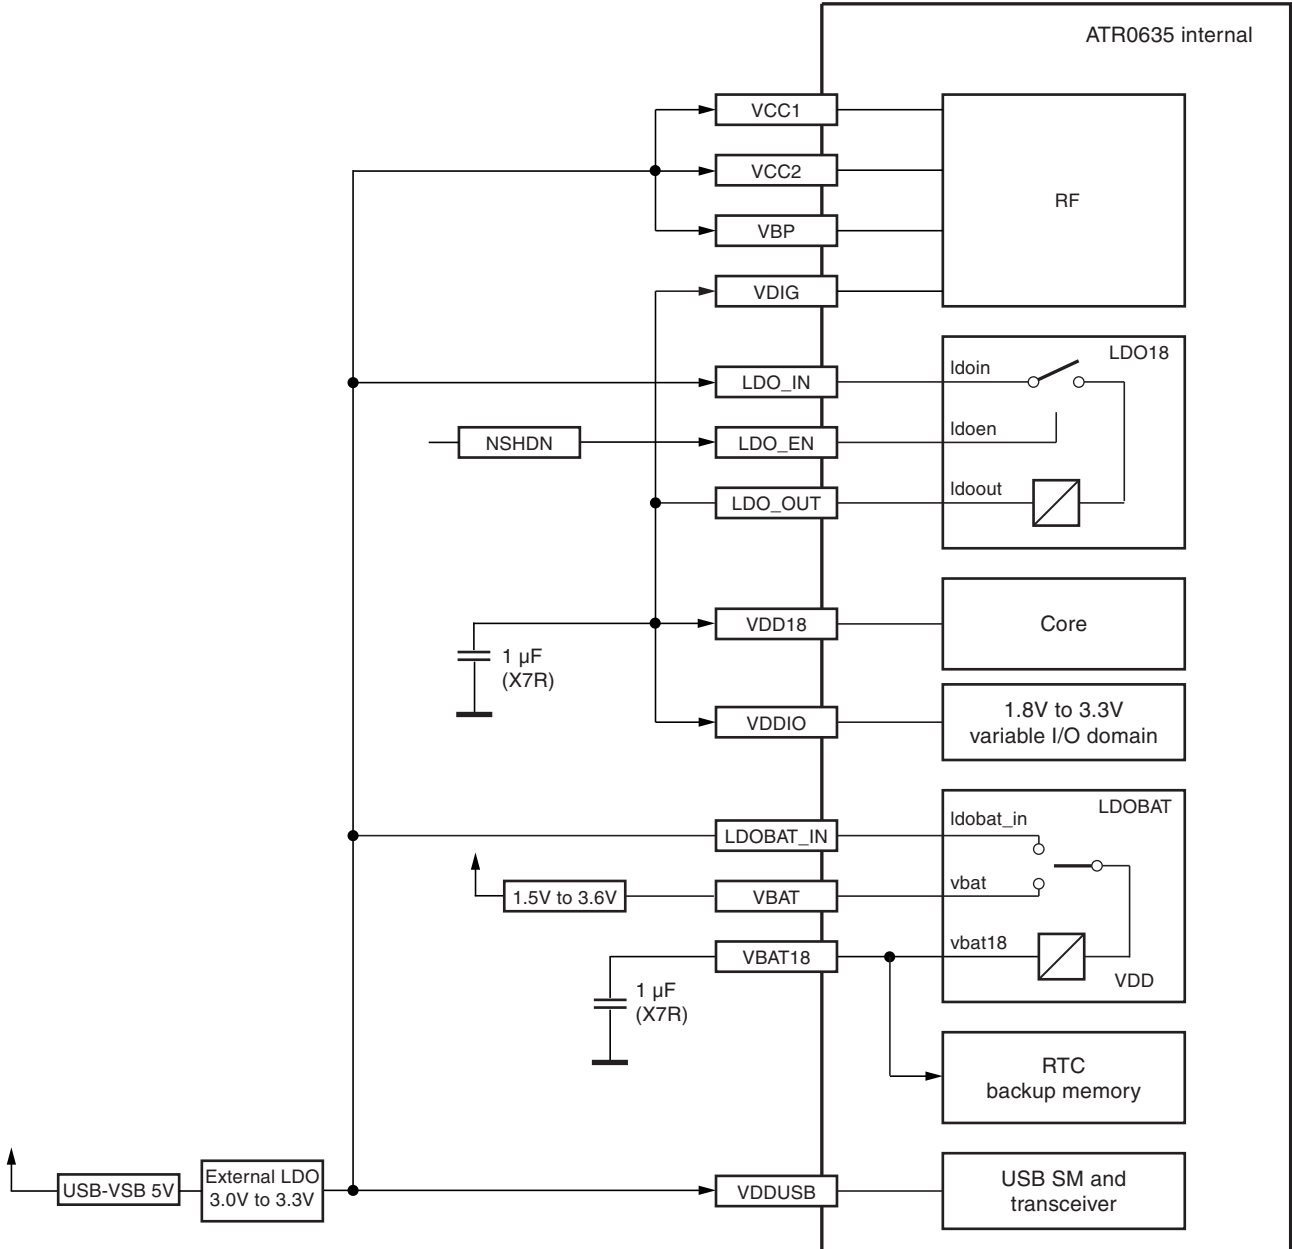 ATR0635 internal
VCC1
VCC2
VBP
VDIG
RF
LDO_IN
ldoin
LDO18
NSHDN
LDO_EN
ldoen
LDO_OUT
ldoout
VDD18
Core
1 µF
(X7R)
VDDIO
1.8V to 3.3V
variable I/O domain
LDOBAT_IN
ldobat_in
LDOBAT
1.5V to 3.6V
VBAT
vbat
VBAT18
vbat18
VDD
1 µF
(X7R)
RTC
backup memory
USB-VSB 5V
External LDO
3.0V to 3.3V
VDDUSB
USB SM and
transceiver